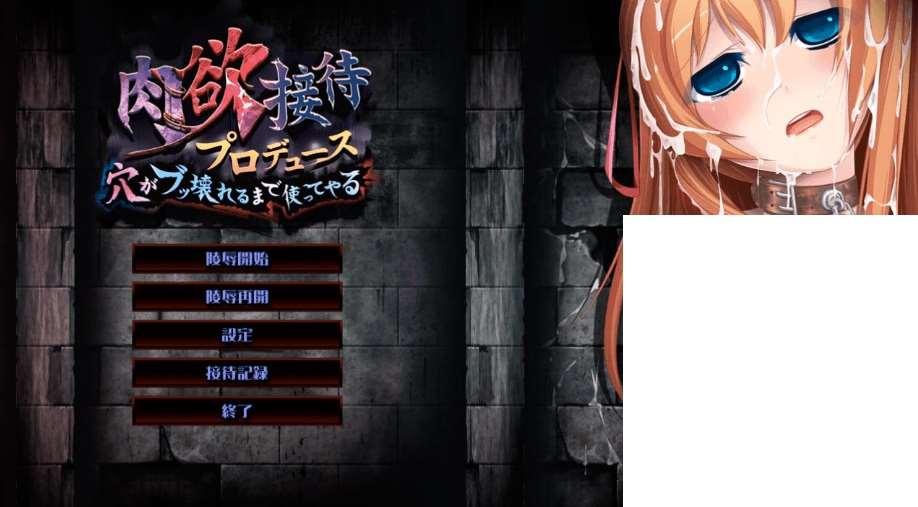 肉欲接待
プロデュース
穴がブッ壊れるまで使ってやる
陵辱開始
陵辱再開
設定
接待記録
終了